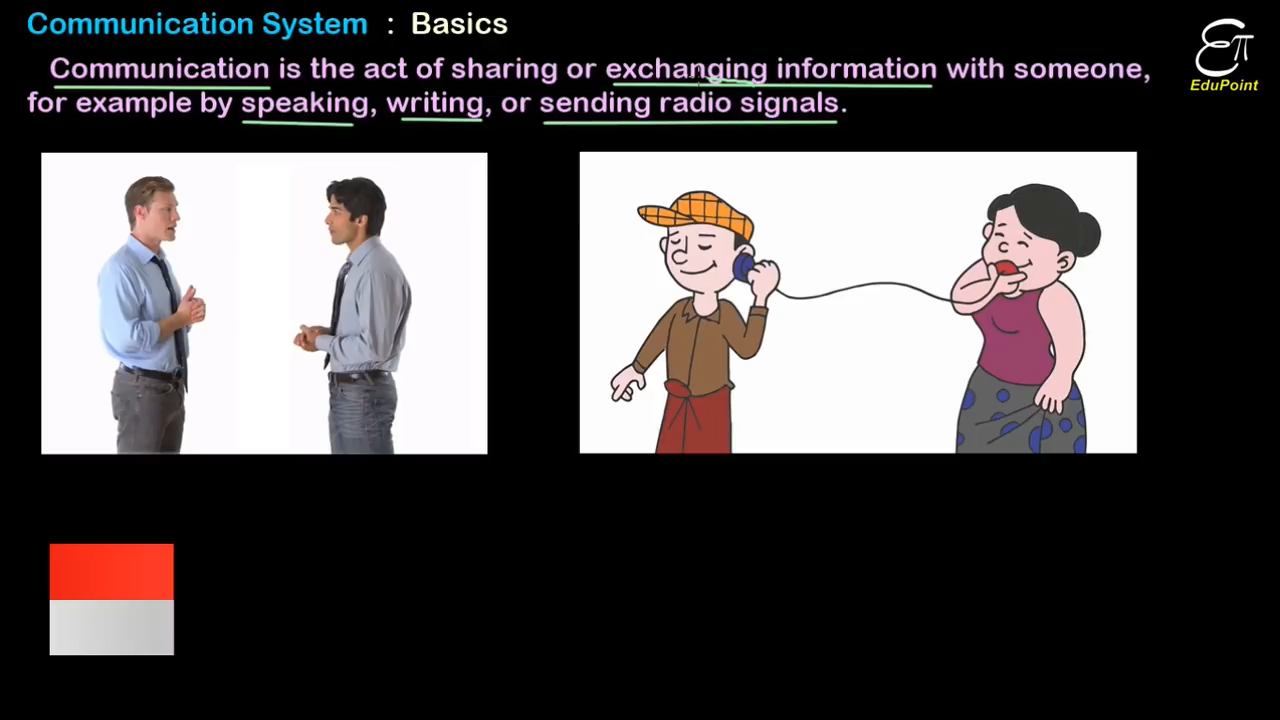 Communication System : Basics
Communication is the act of sharing or exchanging information with someone,
for example by speaking, writing, or sending radio signals.
επ
EduPoint